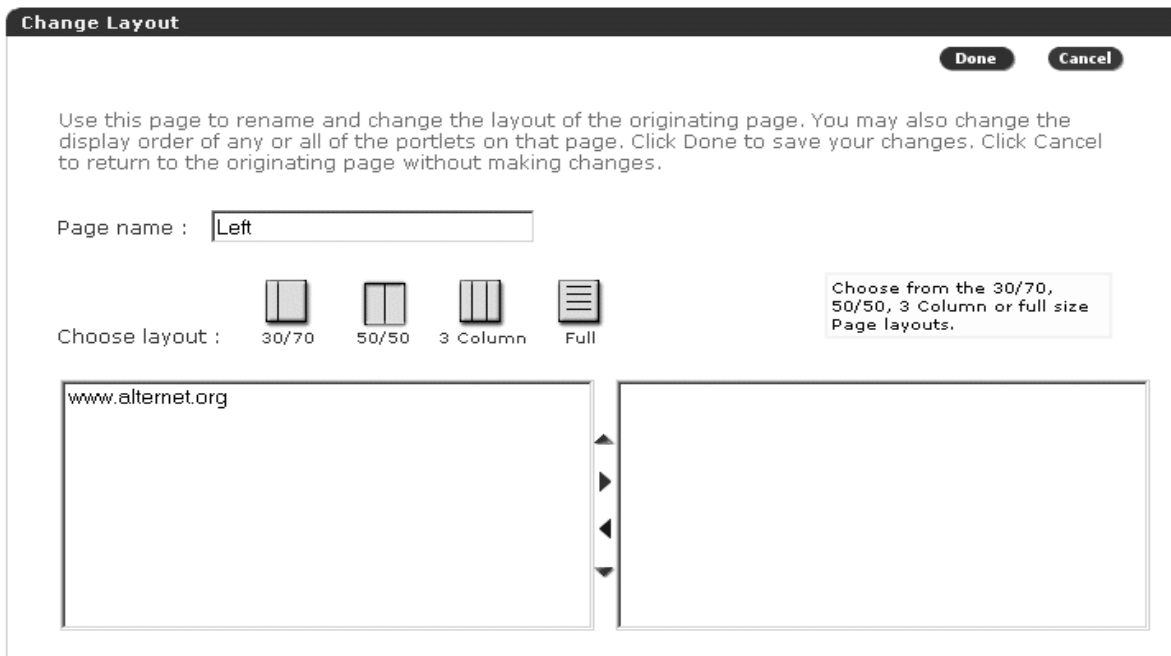 Change Layout
Done Cancel
Use this page to rename and change the layout of the originating page. You may also change the
display order of any or all of the portlets on that page. Click Done to save your changes. Click Cancel
to return to the originating page without making changes.
Page name : Left
Choose layout : 30/70 50/50 3 Column Full
Choose from the 30/70,
50/50, 3 Column or full size
Page layouts.
www.alternet.org